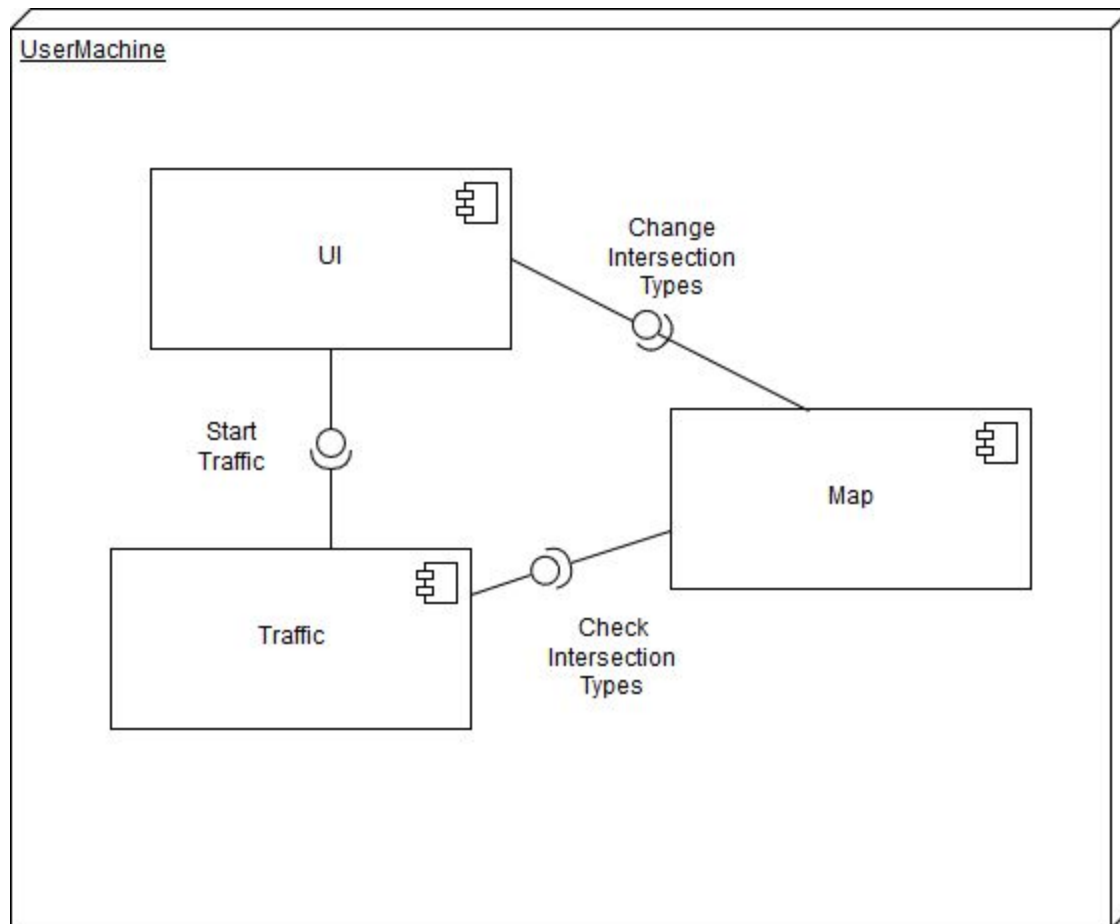 UserMachine
UI
Change
Intersection
Types
Start
Traffic
Map
Traffic
Check
Intersection
Types